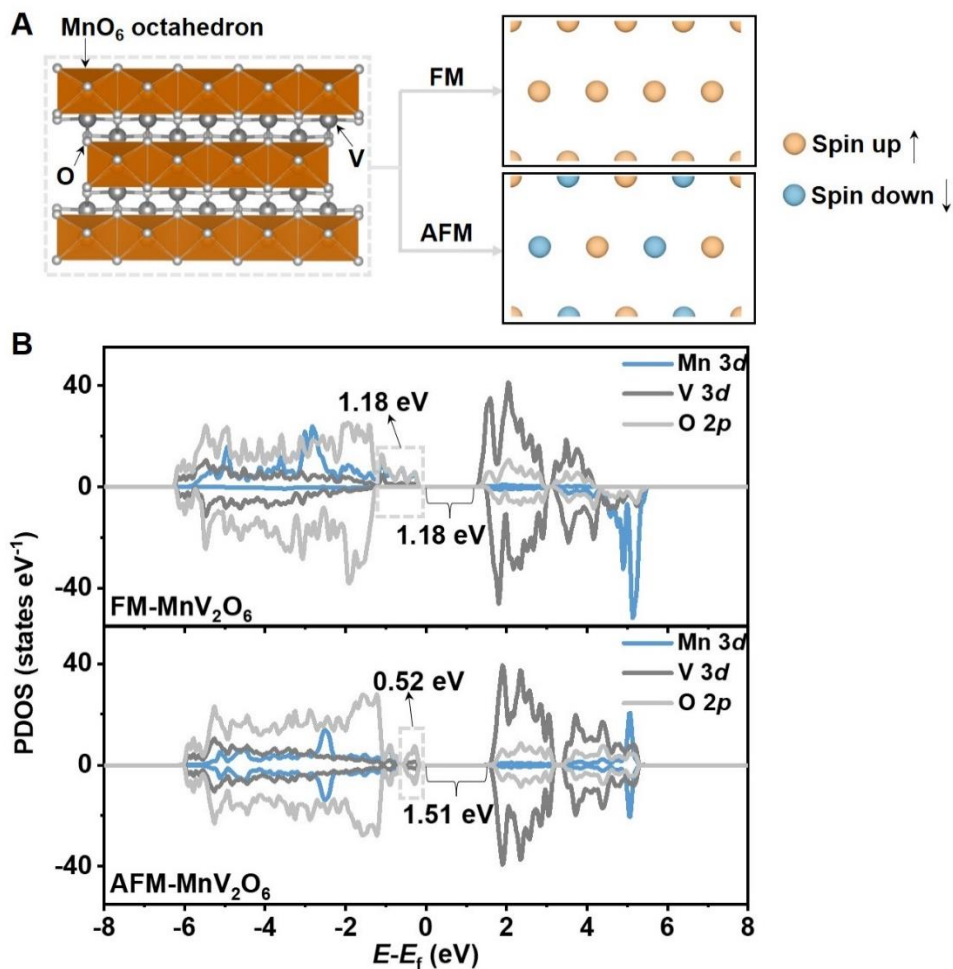 A
MnO₆ octahedron
O
V
FM
AFM
Spin up ↑
Spin down ↓
B
PDOS (states eV⁻¹)
40
0
-40
1.18 eV
1.18 eV
Mn 3d
V 3d
O 2p
FM-MnV₂O₆
40
0
-40
0.52 eV
1.51 eV
Mn 3d
V 3d
O 2p
AFM-MnV₂O₆
-8 -6 -4 -2 0 2 4 6 8
E-Ef (eV)